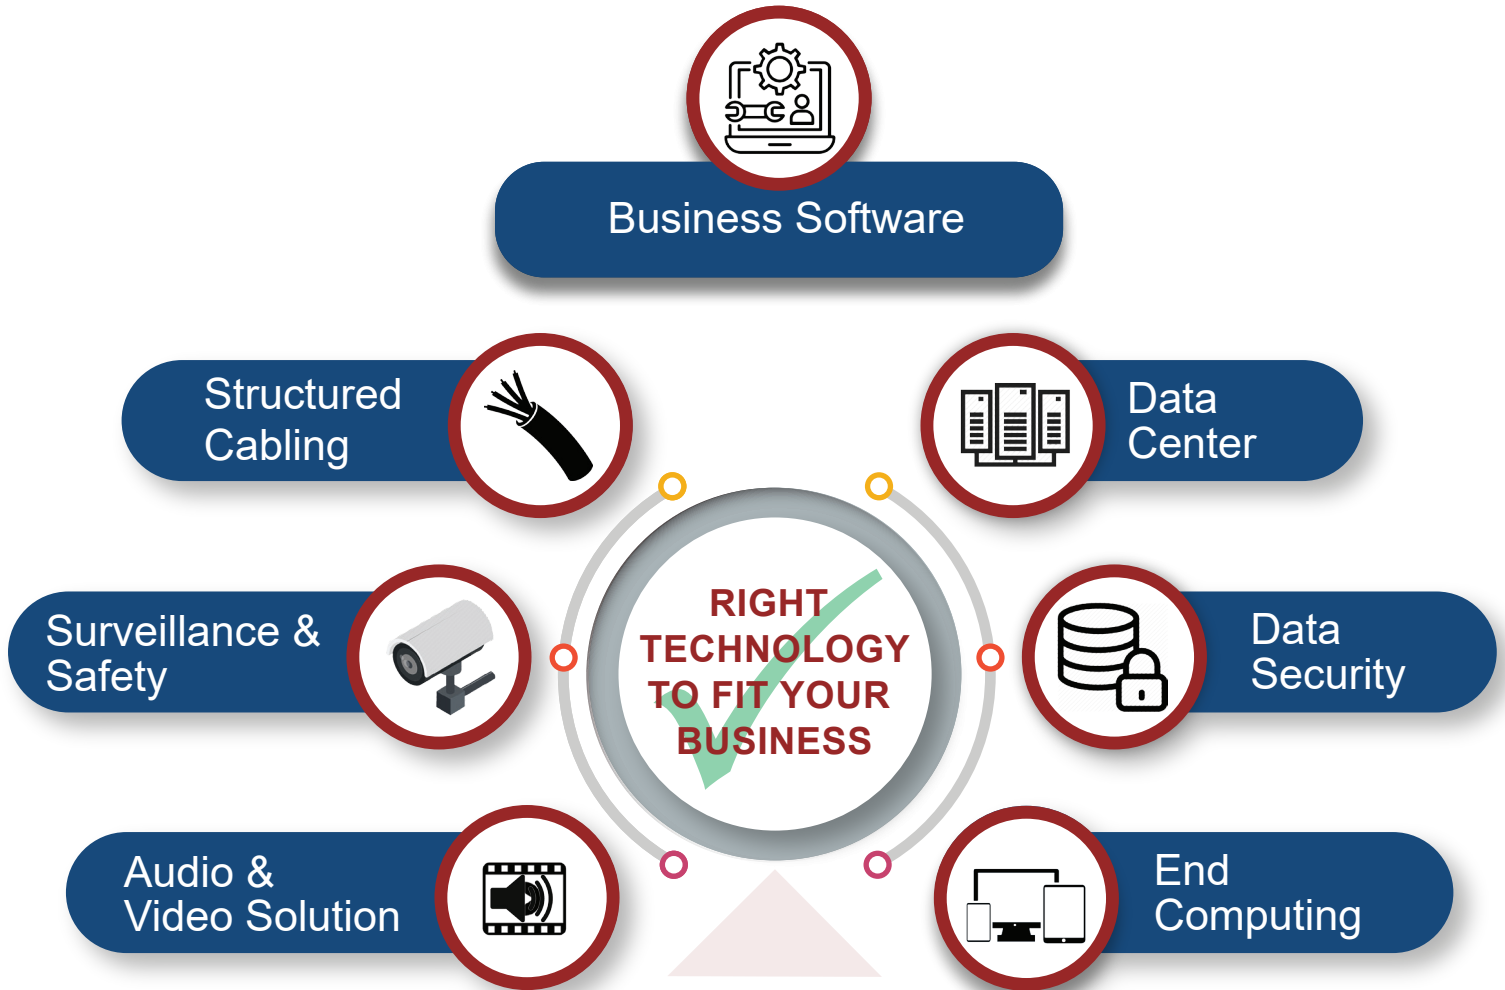 Business Software
Structured
Cabling
Data
Center
Surveillance &
Safety
RIGHT
TECHNOLOGY
TO FIT YOUR
BUSINESS
Data
Security
Audio &
Video Solution
End
Computing